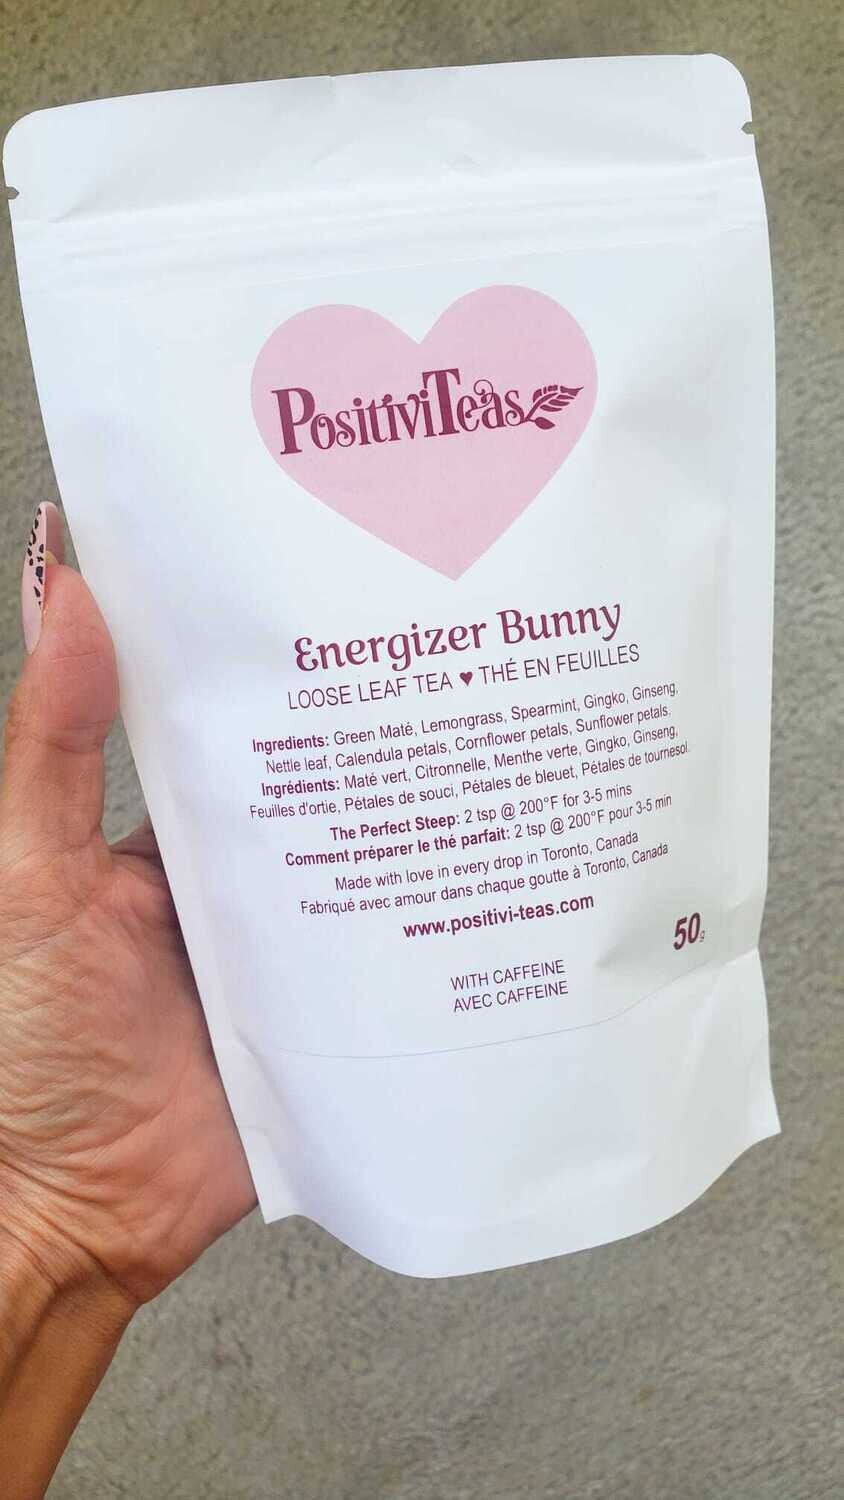 PositiviTeas
Energizer Bunny
LOOSE LEAF TEA ♥ THÉ EN FEUILLES
Ingredients: Green Maté, Lemongrass, Spearmint, Gingko, Ginseng,
Nettle leaf, Calendula petals, Cornflower petals, Sunflower petals.
Ingrédients: Maté vert, Citronnelle, Menthe verte, Gingko, Ginseng,
Feuilles d'ortie, Pétales de souci, Pétales de bleuet, Pétales de tournesol.
The Perfect Steep: 2 tsp @ 200°F for 3-5 mins
Comment préparer le thé parfait: 2 tsp @ 200°F pour 3-5 min
Made with love in every drop in Toronto, Canada
Fabriqué avec amour dans chaque goutte à Toronto, Canada
www.positivi-teas.com
50g
WITH CAFFEINE
AVEC CAFFEINE